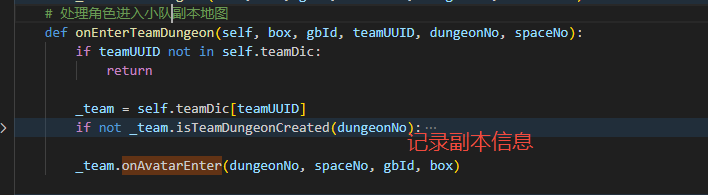 # 处理角色进入小队副本地图
def onEnterTeamDungeon(self, box, gbId, teamUUID, dungeonNo, spaceNo):
    if teamUUID not in self.teamDic:
        return

    _team = self.teamDic[teamUUID]
    if not _team.isTeamDungeonCreated(dungeonNo):…
记录副本信息
    _team.onAvatarEnter(dungeonNo, spaceNo, gbId, box)